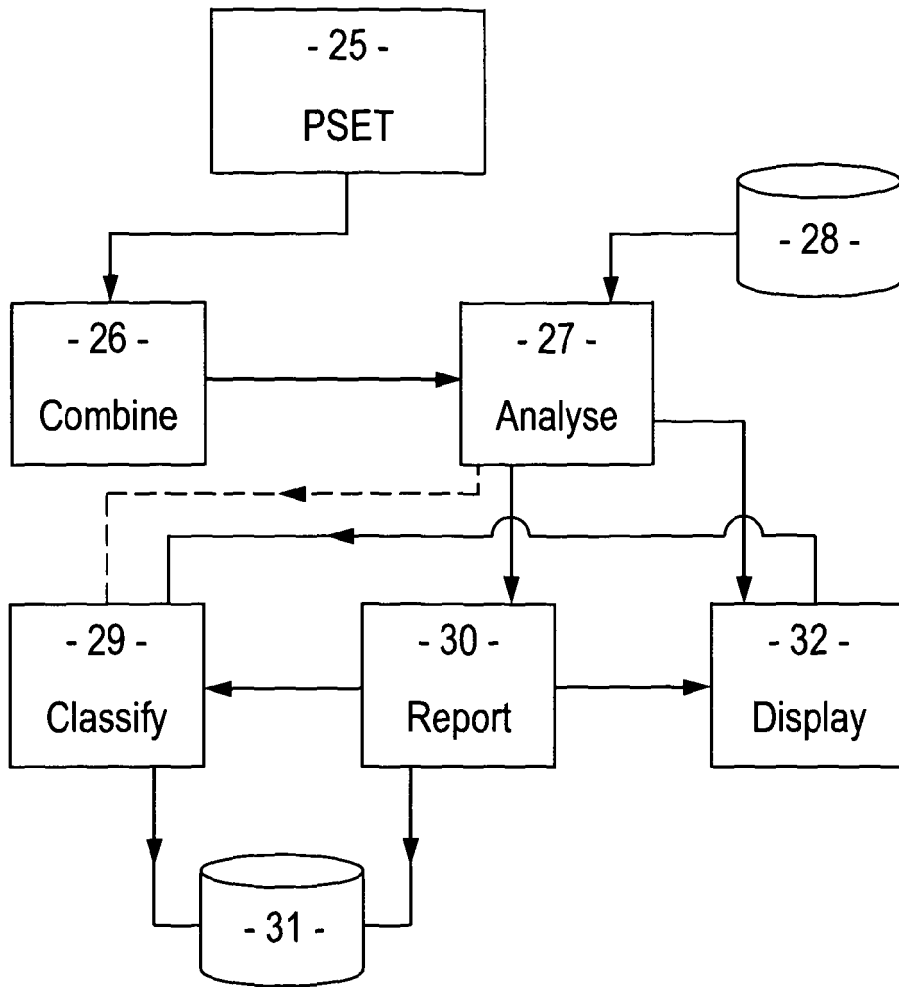 - 25 -
PSET
- 28 -
- 26 -
Combine
- 27 -
Analyse
- 29 -
Classify
- 30 -
Report
- 32 -
Display
- 31 -